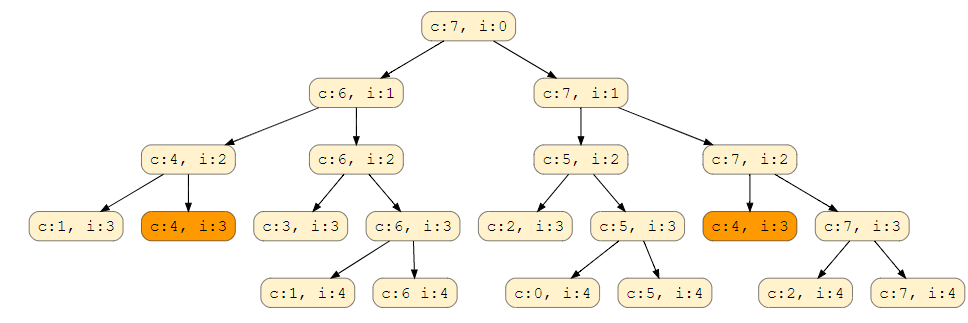 c:7, i:0
c:6, i:1
c:7, i:1
c:4, i:2
c:6, i:2
c:5, i:2
c:7, i:2
c:1, i:3
c:4, i:3
c:3, i:3
c:6, i:3
c:2, i:3
c:5, i:3
c:4, i:3
c:7, i:3
c:1, i:4
c:6 i:4
c:0, i:4
c:5, i:4
c:2, i:4
c:7, i:4